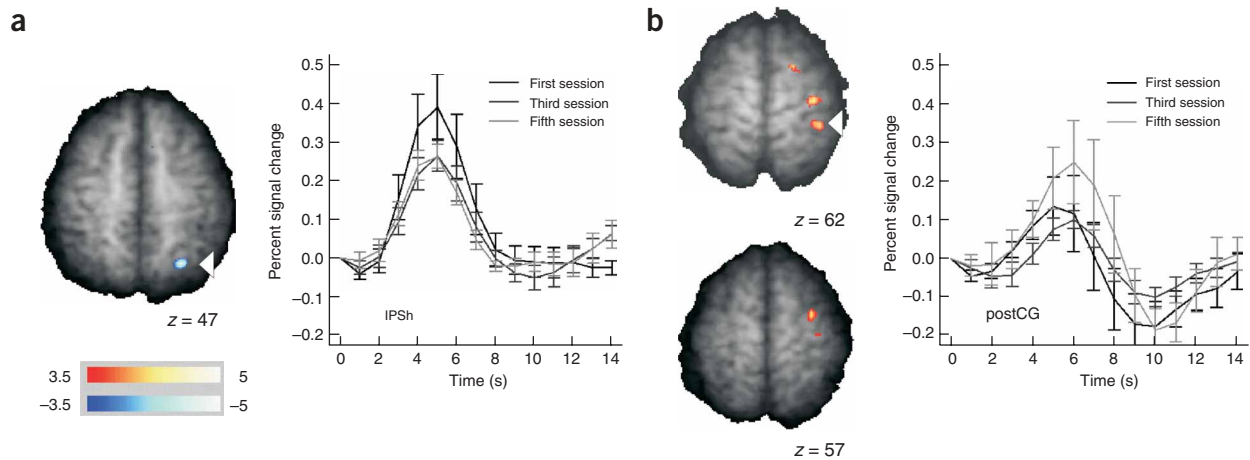 a
z = 47
3.5 5
–3.5 –5
Percent signal change
0.5
0.4
0.3
0.2
0.1
0
–0.1
–0.2
First session
Third session
Fifth session
IPSh
0 2 4 6 8 10 12 14
Time (s)
b
z = 62
z = 57
Percent signal change
0.5
0.4
0.3
0.2
0.1
0
–0.1
–0.2
First session
Third session
Fifth session
postCG
0 2 4 6 8 10 12 14
Time (s)